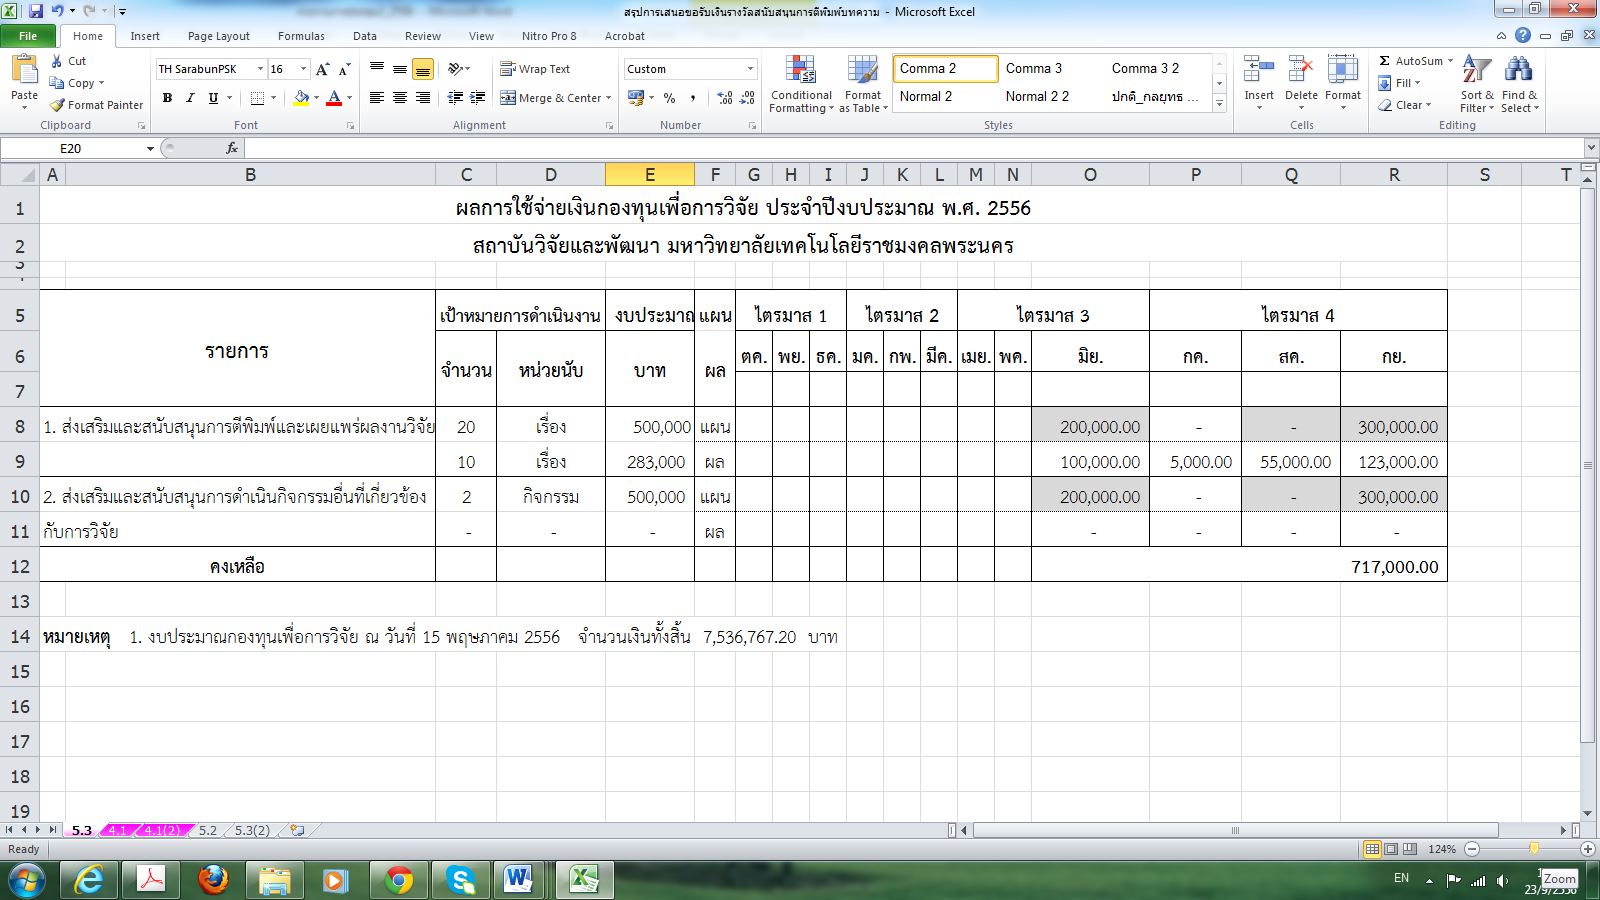 สรุปการเสนอขอรับเงินรางวัลสนับสนุนการตีพิมพ์บทความ - Microsoft Excel
File Home Insert Page Layout Formulas Data Review View Nitro Pro 8 Acrobat
Paste Cut Copy Format Painter Clipboard
TH SarabunPSK 16 B I U Font
Wrap Text Merge & Center Alignment
Custom % , Number
Conditional Formatting Format as Table
Comma 2 Comma 3 Comma 3 2
Normal 2 Normal 2 2 ปกติ_กลยุทธ ...
Styles
Insert Delete Format Cells
Σ AutoSum Fill Clear Sort & Filter Find & Select Editing
E20 fx
A B C D E F G H I J K L M N O P Q R S T
1 ผลการใช้จ่ายเงินกองทุนเพื่อการวิจัย ประจำปีงบประมาณ พ.ศ. 2556
2 สถาบันวิจัยและพัฒนา มหาวิทยาลัยเทคโนโลยีราชมงคลพระนคร
3
5 รายการ เป้าหมายการดำเนินงาน งบประมาณ แผน ไตรมาส 1 ไตรมาส 2 ไตรมาส 3 ไตรมาส 4
6 จำนวน หน่วยนับ บาท ผล ตค. พย. ธค. มค. กพ. มีค. เมย. พค. มิย. กค. สค. กย.
7
8 1. ส่งเสริมและสนับสนุนการตีพิมพ์และเผยแพร่ผลงานวิจัย 20 เรื่อง 500,000 แผน 200,000.00 - - 300,000.00
9 10 เรื่อง 283,000 ผล 100,000.00 5,000.00 55,000.00 123,000.00
10 2. ส่งเสริมและสนับสนุนการดำเนินกิจกรรมอื่นที่เกี่ยวข้อง 2 กิจกรรม 500,000 แผน 200,000.00 - - 300,000.00
11 กับการวิจัย - - - ผล - - - -
12 คงเหลือ 717,000.00
13
14 หมายเหตุ 1. งบประมาณกองทุนเพื่อการวิจัย ณ วันที่ 15 พฤษภาคม 2556 จำนวนเงินทั้งสิ้น 7,536,767.20 บาท
15
16
17
18
19
5.3 4.1 4.1(2) 5.2 5.3(2)
Ready 124%
EN Zoom